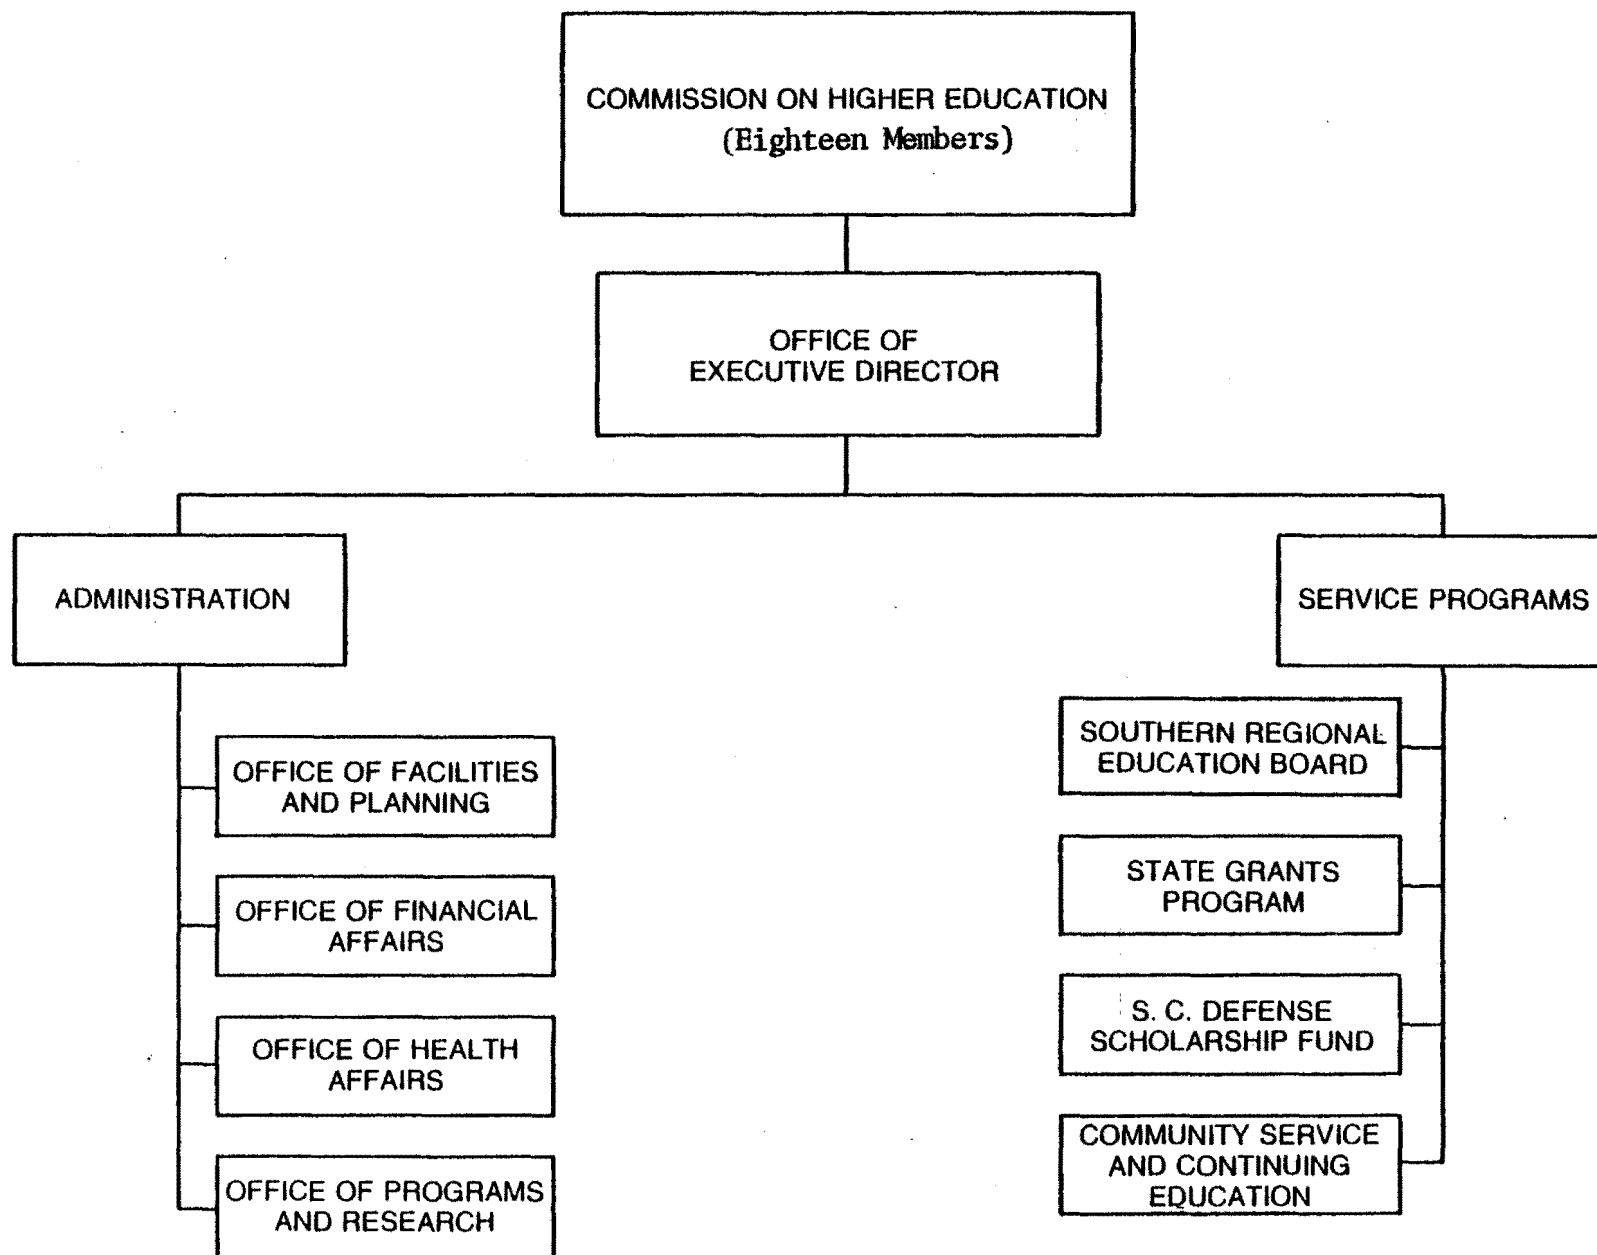 COMMISSION ON HIGHER EDUCATION
(Eighteen Members)
OFFICE OF
EXECUTIVE DIRECTOR
ADMINISTRATION
OFFICE OF FACILITIES
AND PLANNING
OFFICE OF FINANCIAL
AFFAIRS
OFFICE OF HEALTH
AFFAIRS
OFFICE OF PROGRAMS
AND RESEARCH
SERVICE PROGRAMS
SOUTHERN REGIONAL
EDUCATION BOARD
STATE GRANTS
PROGRAM
S. C. DEFENSE
SCHOLARSHIP FUND
COMMUNITY SERVICE
AND CONTINUING
EDUCATION